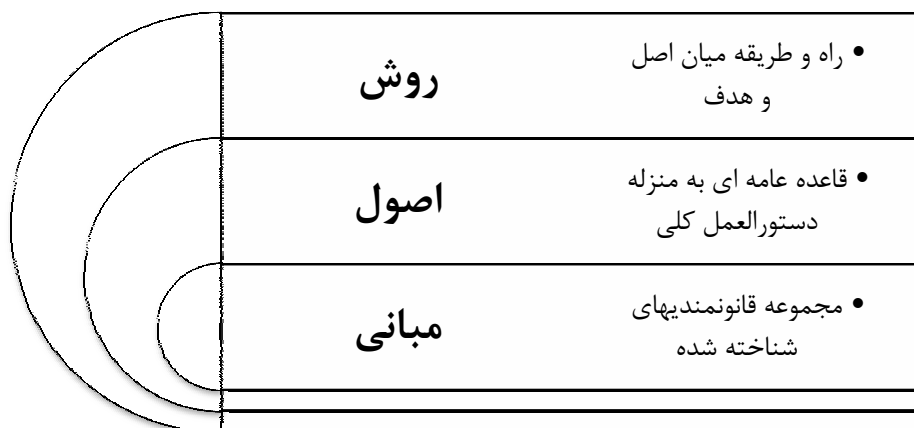 • راه و طریقه میان اصل
و هدف
روش
• قاعده عامه ای به منزله
دستورالعمل کلی
اصول
• مجموعه قانونمندیهای
شناخته شده
مبانی